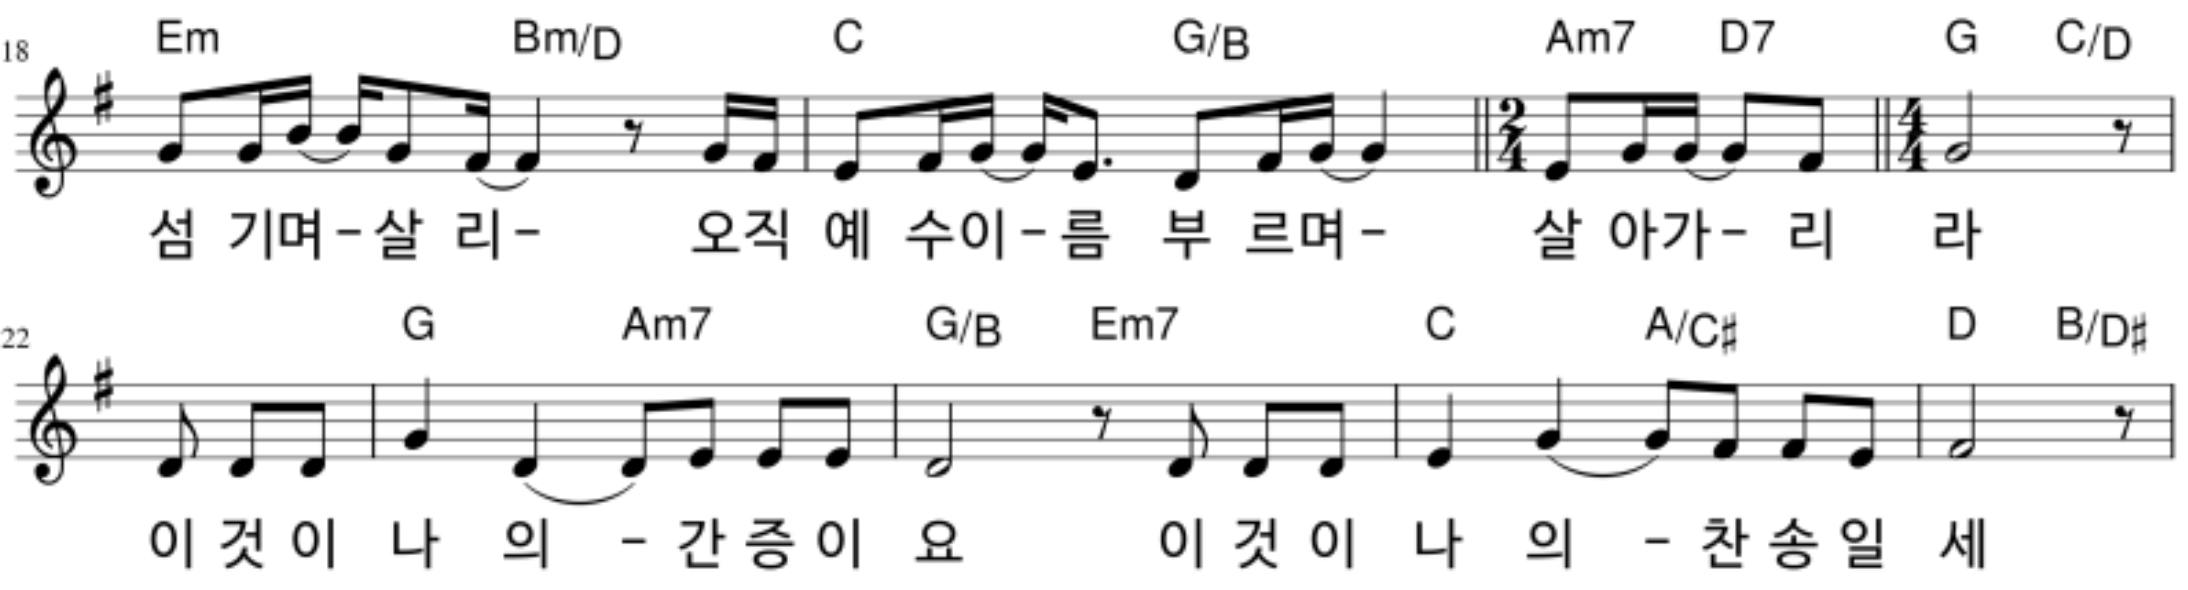 18 Em Bm/D C G/B Am7 D7 G C/D
2/4 4/4
섬 기며-살 리- 오직 예 수이-름 부 르며- 살 아가- 리 라
22 G Am7 G/B Em7 C A/C♯ D B/D♯
이 것 이 나 의 - 간 증 이 요 이 것 이 나 의 - 찬 송 일 세